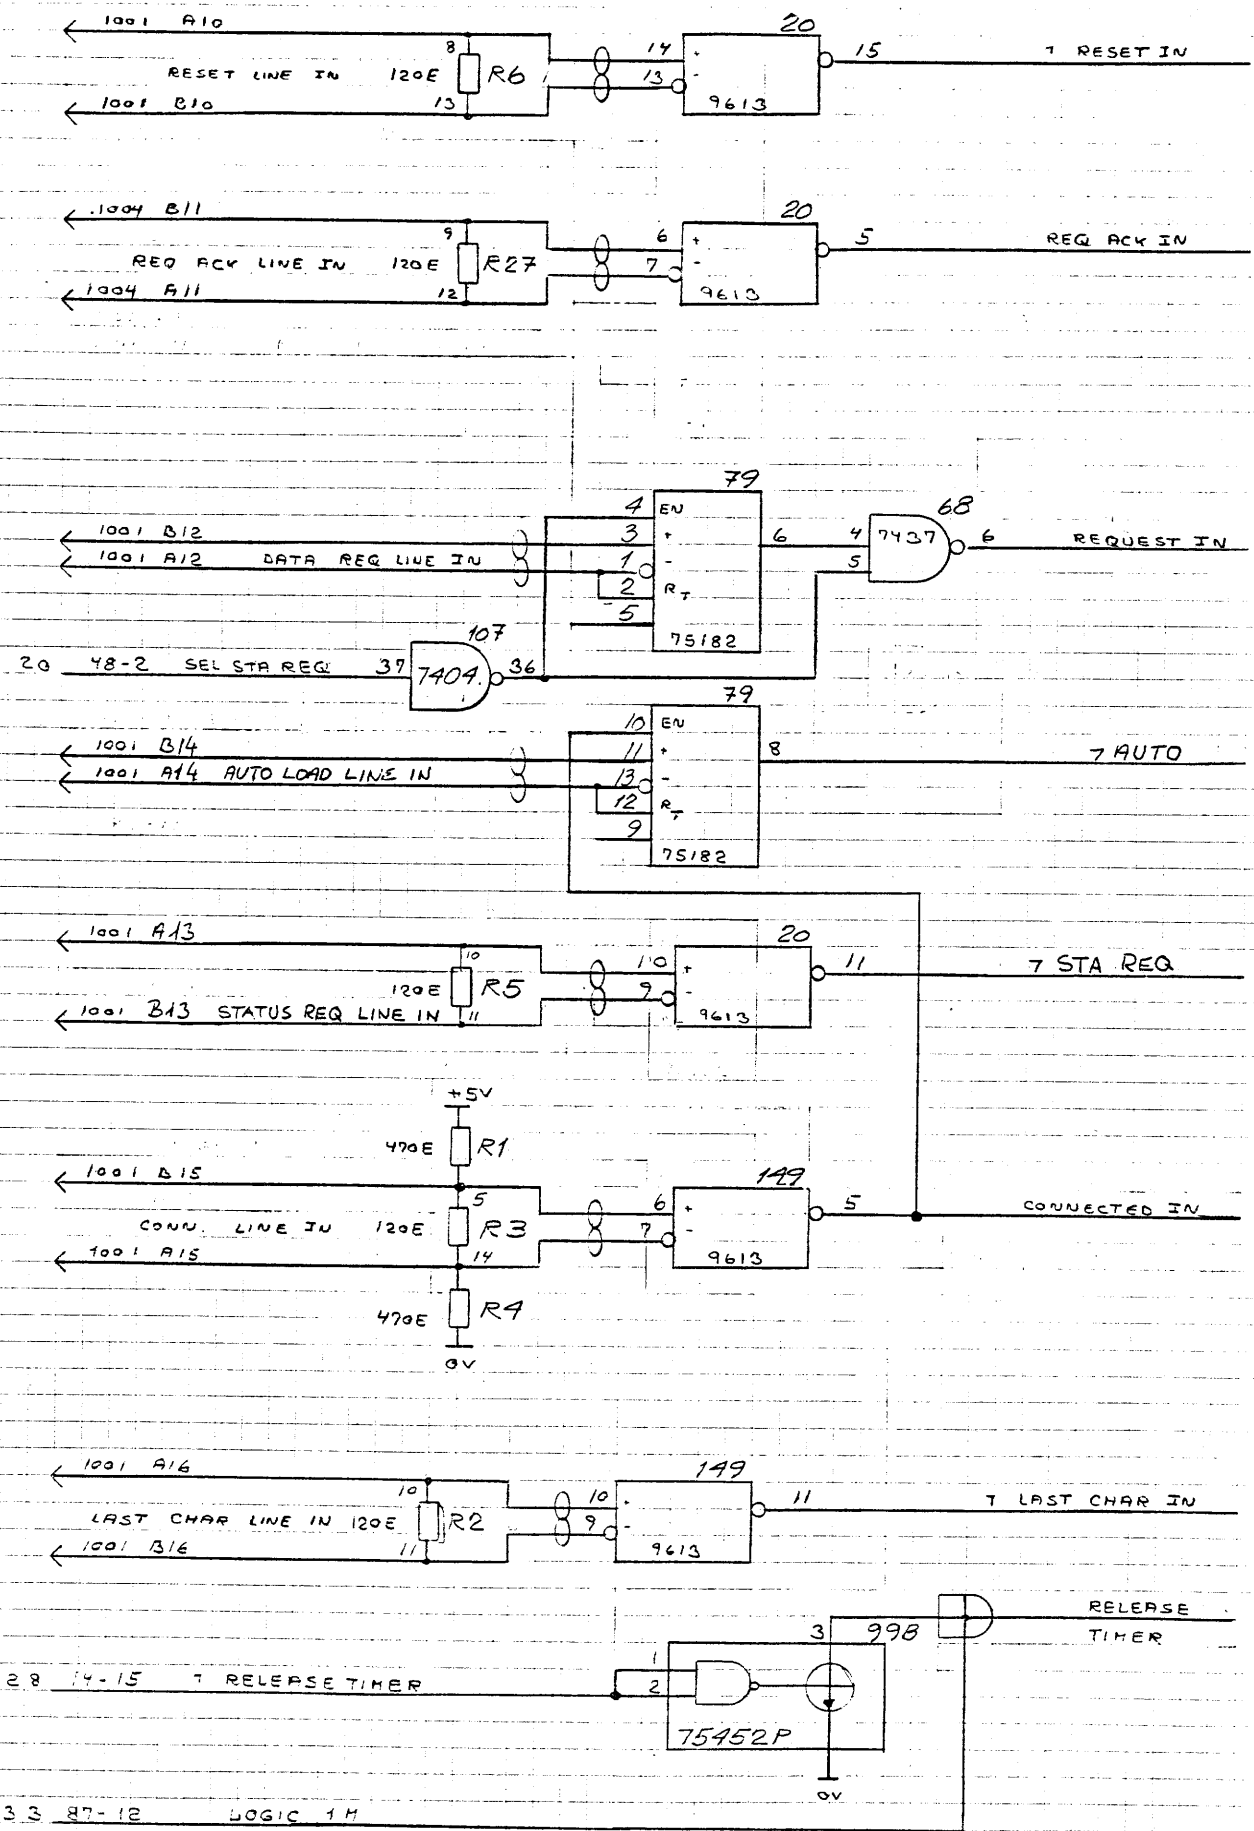 1001 A10
20
8
14
+
15
7 RESET IN
RESET LINE IN 120E R6
13
-
1001 B10
13
9613
1004 B11
20
9
6
+
5
REQ ACK IN
REQ ACK LINE IN 120E R27
7
-
1004 A11
12
9613
79
4 EN
68
1001 B12
3 +
6
4
7437
6
REQUEST IN
1001 A12 DATA REQ LINE IN
1 -
5
2 RT
5
107
75182
20 48-2 SEL STA REQ 37
7404
36
79
10 EN
1001 B14
11 +
8
7 AUTO
1001 A14 AUTO LOAD LINE IN
13 -
12 RT
9
75182
1001 A13
20
10
10
+
11
7 STA REQ
120E R5
9
-
1001 B13 STATUS REQ LINE IN
11
9613
+5V
470E R1
1001 B15
149
5
6
+
5
CONNECTED IN
CONN. LINE IN 120E R3
7
-
1001 A15
14
9613
470E R4
0V
1001 A16
149
10
10
11
7 LAST CHAR IN
LAST CHAR LINE IN 120E R2
9
-
1001 B16
11
9613
RELEASE
3
998
TIMER
1
28 14-15 7 RELEASE TIMER
2
75452P
0V
33 87-12 LOGIC 1M